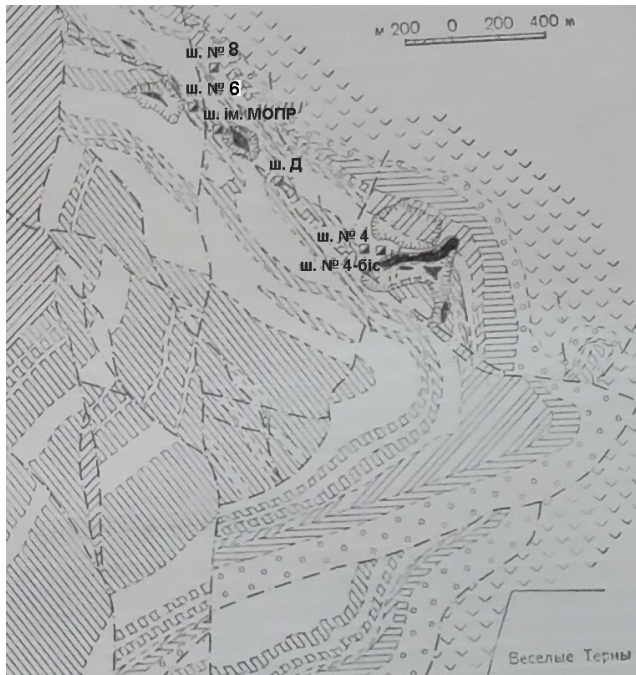 м 200 0 200 400 м
ш. № 8
ш. № 6
ш. ім. МОПР
ш. Д
ш. № 4
ш. № 4-біс
Веселые Терны